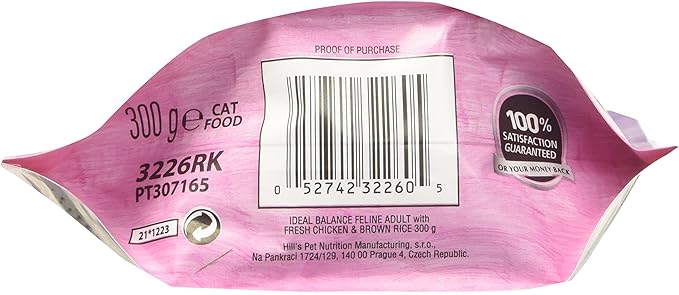 PROOF OF PURCHASE
300 g e CAT
FOOD
3226RK
PT307165
21*1223
0 52742 32260 5
100%
SATISFACTION
GUARANTEED
OR YOUR MONEY BACK
IDEAL BALANCE FELINE ADULT with
FRESH CHICKEN & BROWN RICE 300 g
Hill's Pet Nutrition Manufacturing, s.r.o.,
Na Pankraci 1724/129, 140 00 Prague 4, Czech Republic.